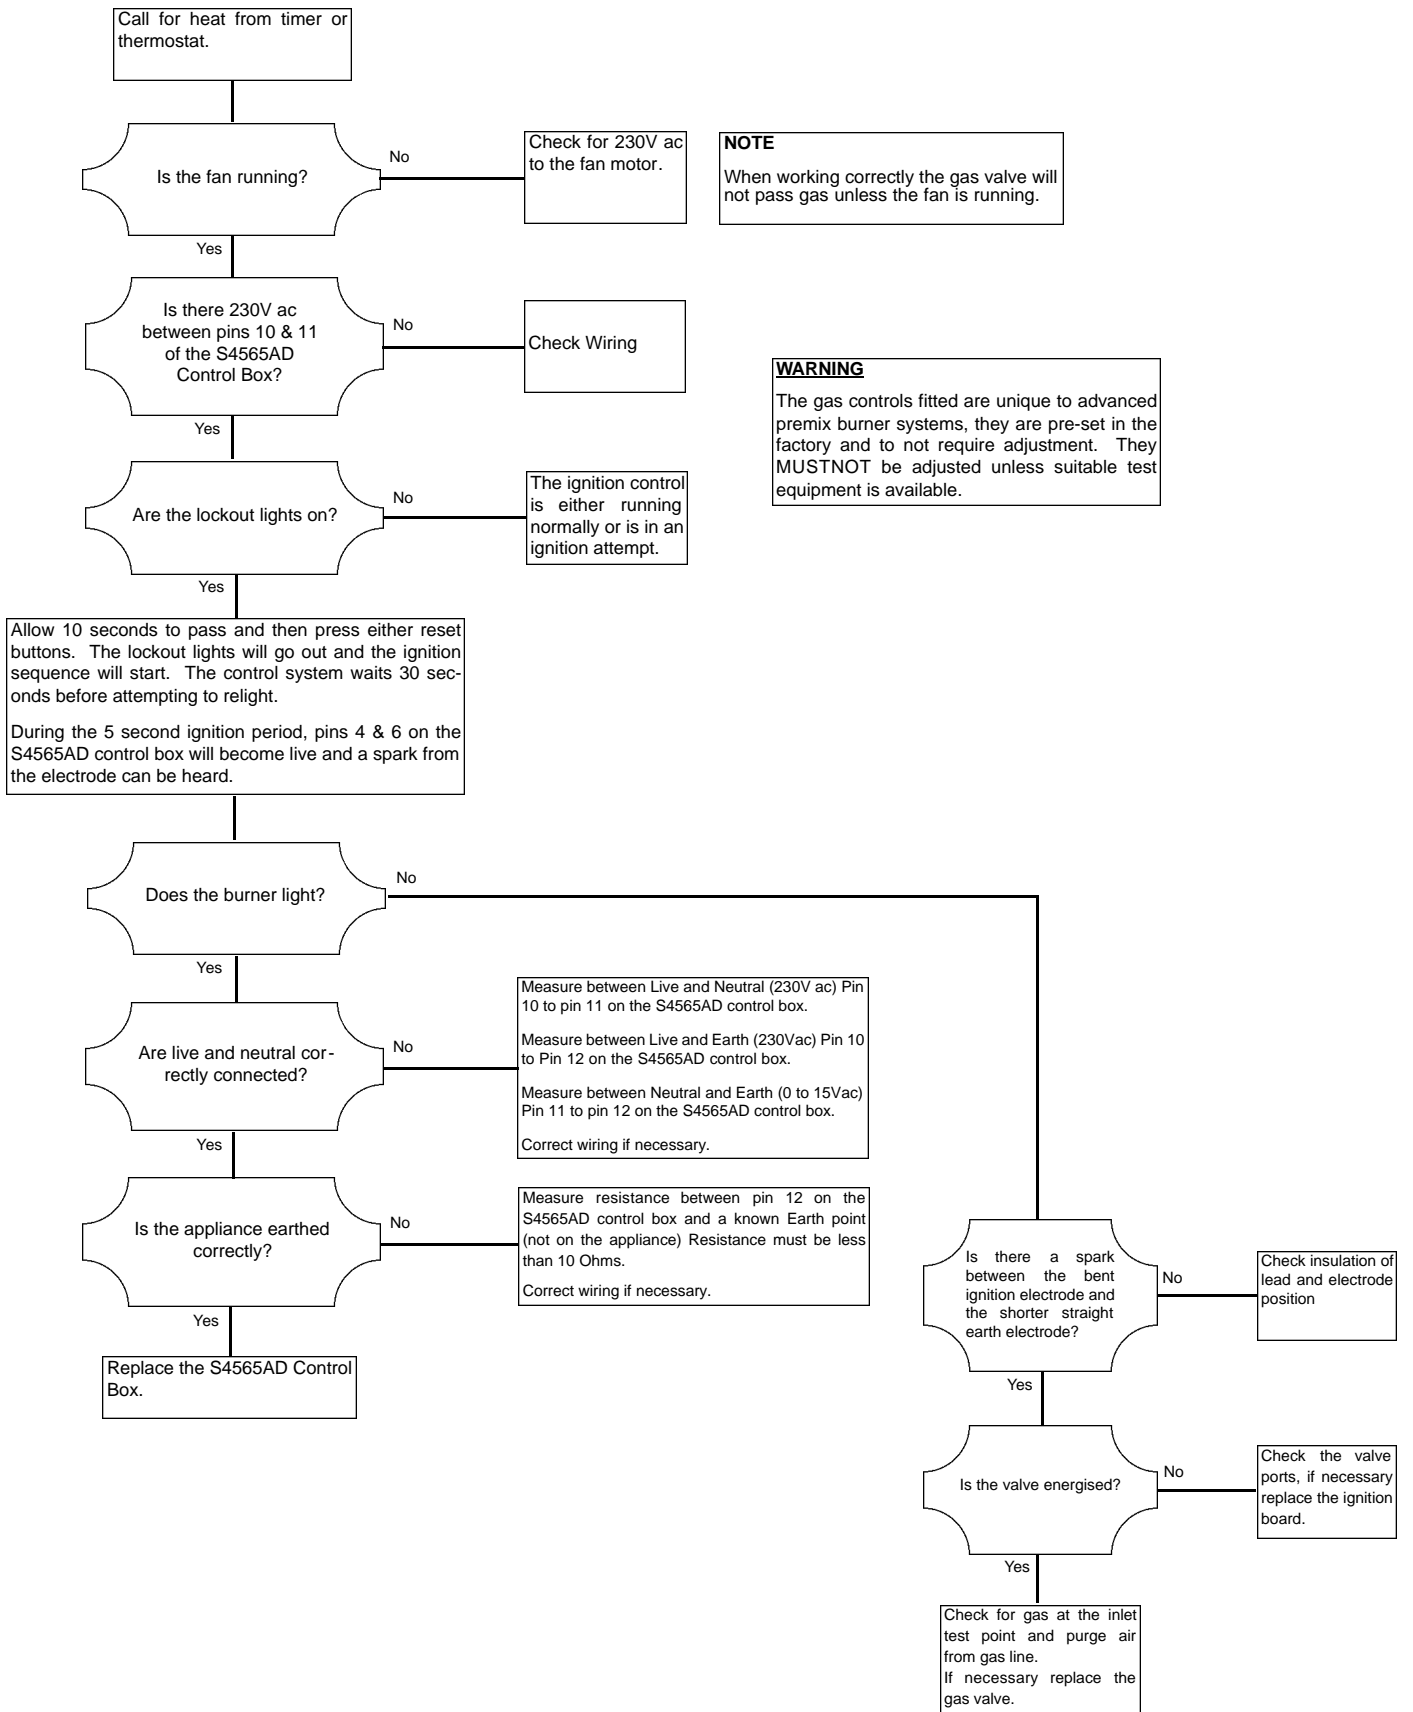 Call for heat from timer or
thermostat.
Is the fan running?
No
Check for 230V ac
to the fan motor.
NOTE
When working correctly the gas valve will
not pass gas unless the fan is running.
Yes
Is there 230V ac
between pins 10 & 11
of the S4565AD
Control Box?
No
Check Wiring
WARNING
The gas controls fitted are unique to advanced
premix burner systems, they are pre-set in the
factory and to not require adjustment. They
MUSTNOT be adjusted unless suitable test
equipment is available.
Yes
Are the lockout lights on?
No
The ignition control
is either running
normally or is in an
ignition attempt.
Yes
Allow 10 seconds to pass and then press either reset
buttons. The lockout lights will go out and the ignition
sequence will start. The control system waits 30 sec-
onds before attempting to relight.
During the 5 second ignition period, pins 4 & 6 on the
S4565AD control box will become live and a spark from
the electrode can be heard.
Does the burner light?
No
Yes
Are live and neutral cor-
rectly connected?
No
Measure between Live and Neutral (230V ac) Pin
10 to pin 11 on the S4565AD control box.
Measure between Live and Earth (230Vac) Pin 10
to Pin 12 on the S4565AD control box.
Measure between Neutral and Earth (0 to 15Vac)
Pin 11 to pin 12 on the S4565AD control box.
Correct wiring if necessary.
Yes
Is the appliance earthed
correctly?
No
Measure resistance between pin 12 on the
S4565AD control box and a known Earth point
(not on the appliance) Resistance must be less
than 10 Ohms.
Correct wiring if necessary.
Yes
Replace the S4565AD Control
Box.
Is there a spark
between the bent
ignition electrode and
the shorter straight
earth electrode?
No
Check insulation of
lead and electrode
position
Yes
Is the valve energised?
No
Check the valve
ports, if necessary
replace the ignition
board.
Yes
Check for gas at the inlet
test point and purge air
from gas line.
If necessary replace the
gas valve.